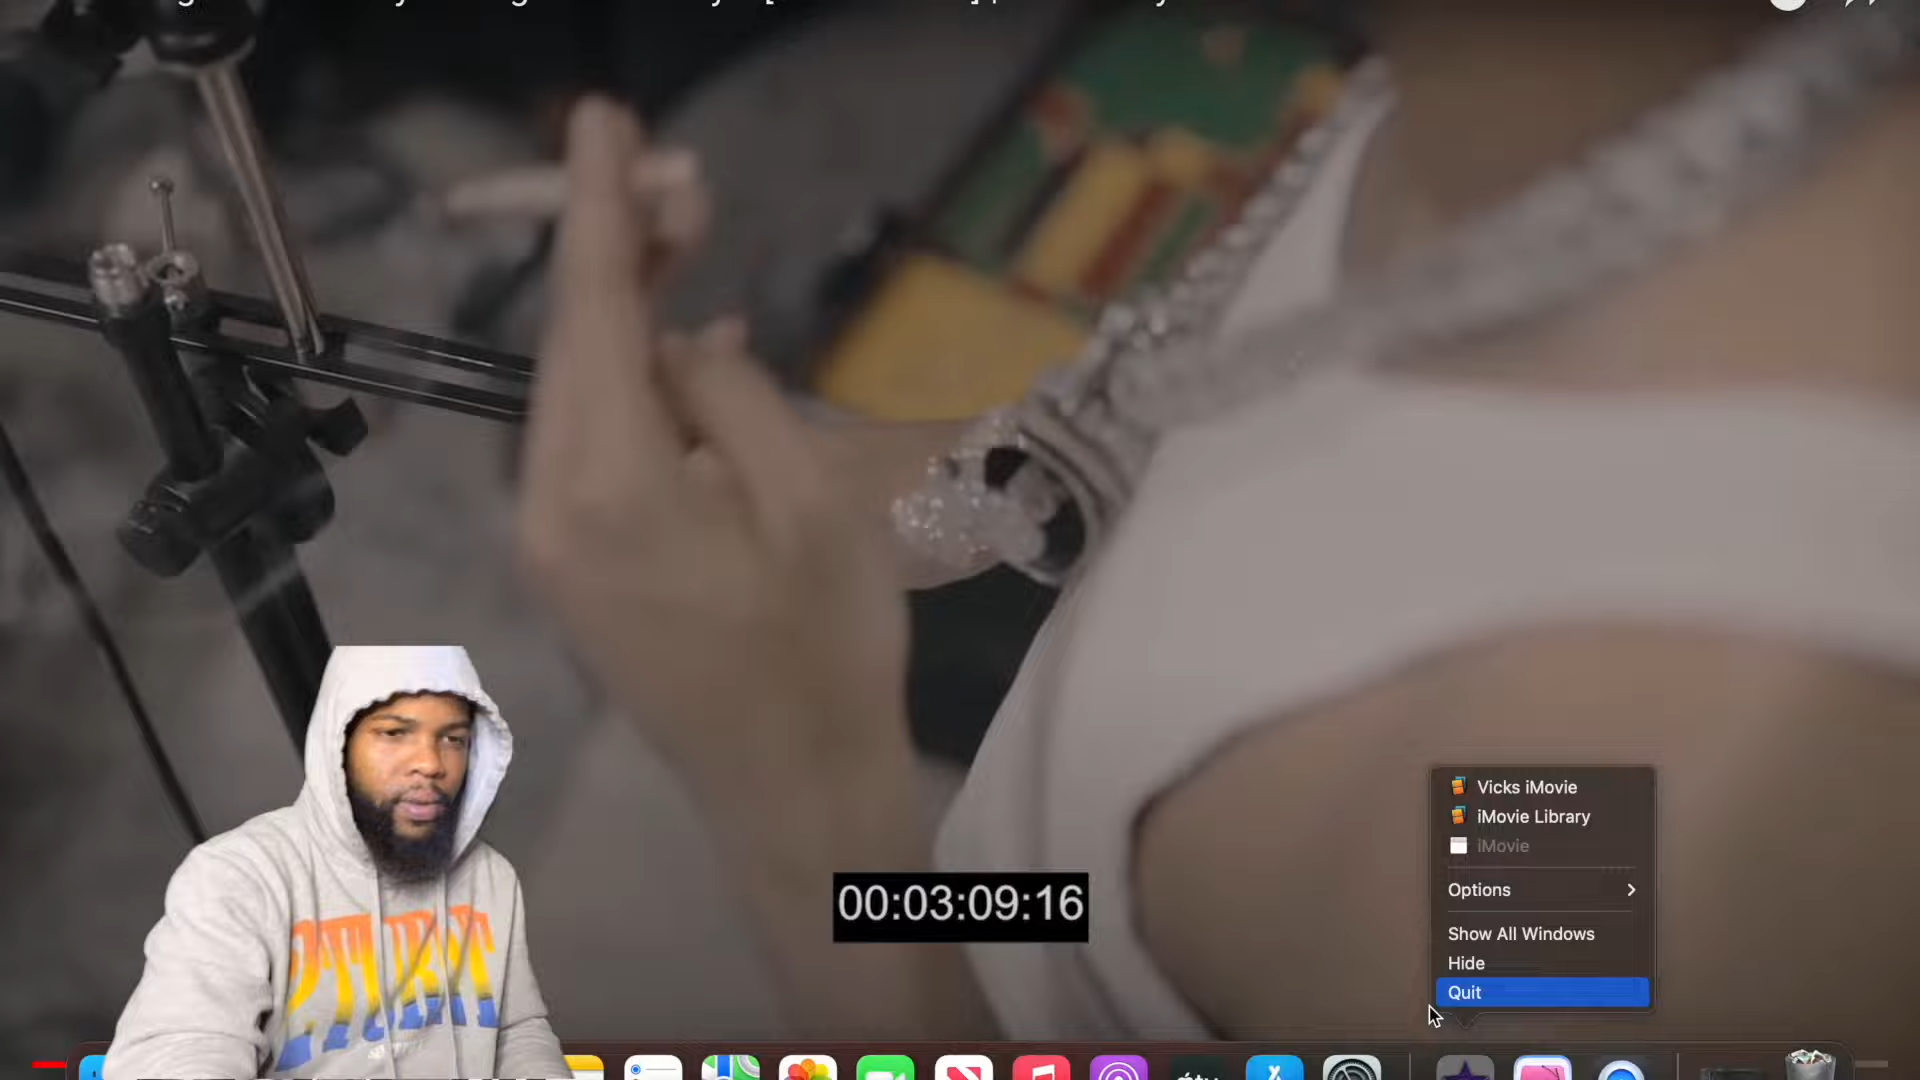 00:03:09:16
Vicks iMovie
iMovie Library
iMovie
Options
Show All Windows
Hide
Quit